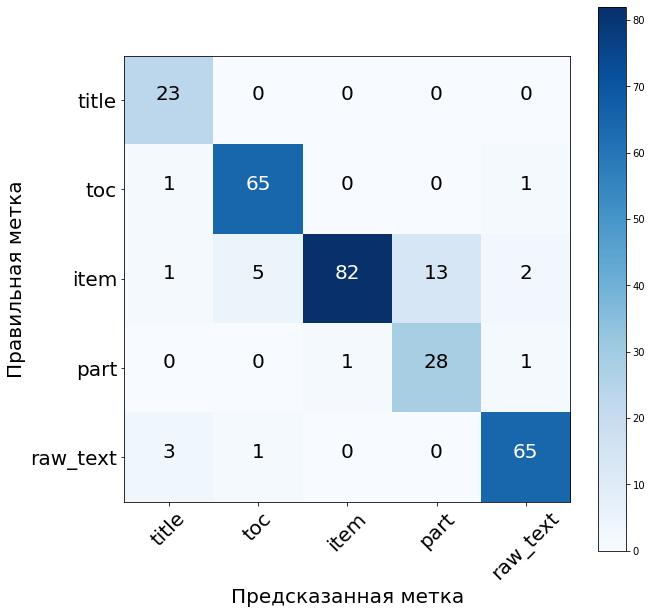 Правильная метка
title 23 0 0 0 0
toc 1 65 0 0 1
item 1 5 82 13 2
part 0 0 1 28 1
raw_text 3 1 0 0 65
title toc item part raw_text
Предсказанная метка
80
70
60
50
40
30
20
10
0